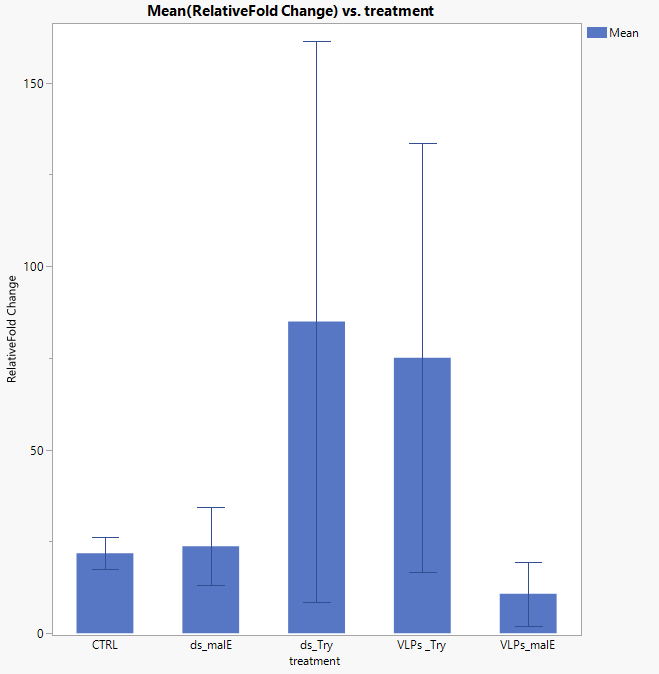 Mean(RelativeFold Change) vs. treatment
Mean
150
100
50
0
RelativeFold Change
CTRL
ds_malE
ds_Try
VLPs _Try
VLPs_malE
treatment